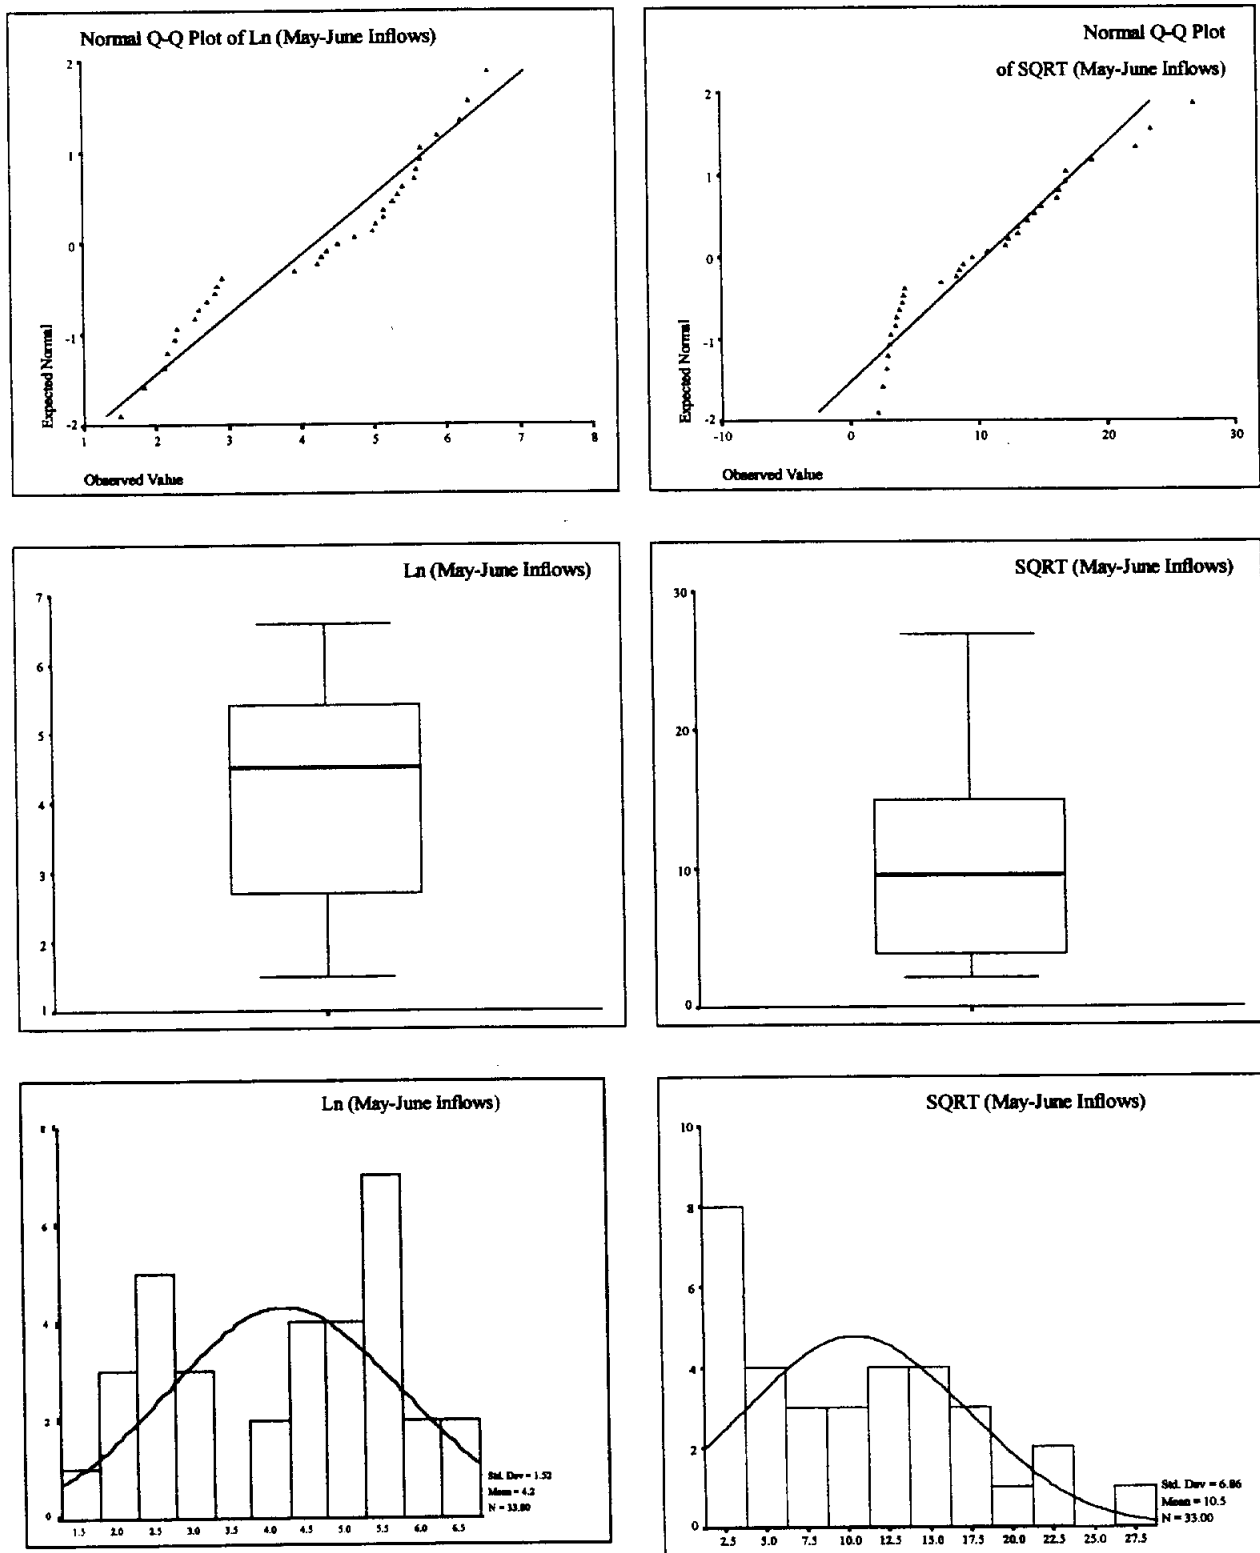 Normal Q-Q Plot of Ln (May-June Inflows)
2
1
0
-1
-2
Expected Normal
1 2 3 4 5 6 7 8
Observed Value
Normal Q-Q Plot
of SQRT (May-June Inflows)
2
1
0
-1
-2
Expected Normal
-10 0 10 20 30
Observed Value
Ln (May-June Inflows)
7
6
5
4
3
2
1
SQRT (May-June Inflows)
30
20
10
0
Ln (May-June Inflows)
8
6
4
2
0
Std. Dev = 1.52
Mean = 4.2
N = 33.00
1.5 2.0 2.5 3.0 3.5 4.0 4.5 5.0 5.5 6.0 6.5
SQRT (May-June Inflows)
10
8
6
4
2
0
Std. Dev = 6.86
Mean = 10.5
N = 33.00
2.5 5.0 7.5 10.0 12.5 15.0 17.5 20.0 22.5 25.0 27.5